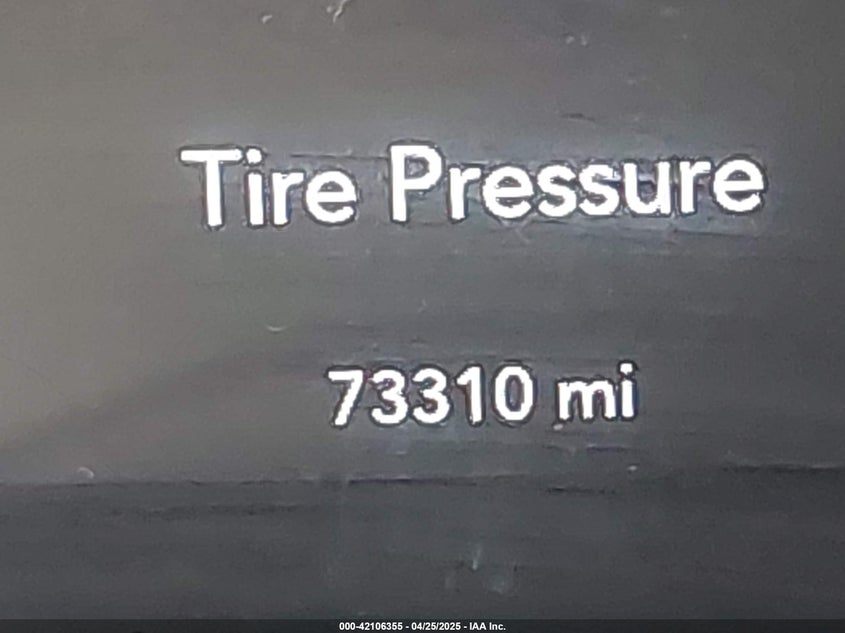 Tire Pressure
73310 mi
000-42106355 - 04/25/2025 - IAA Inc.